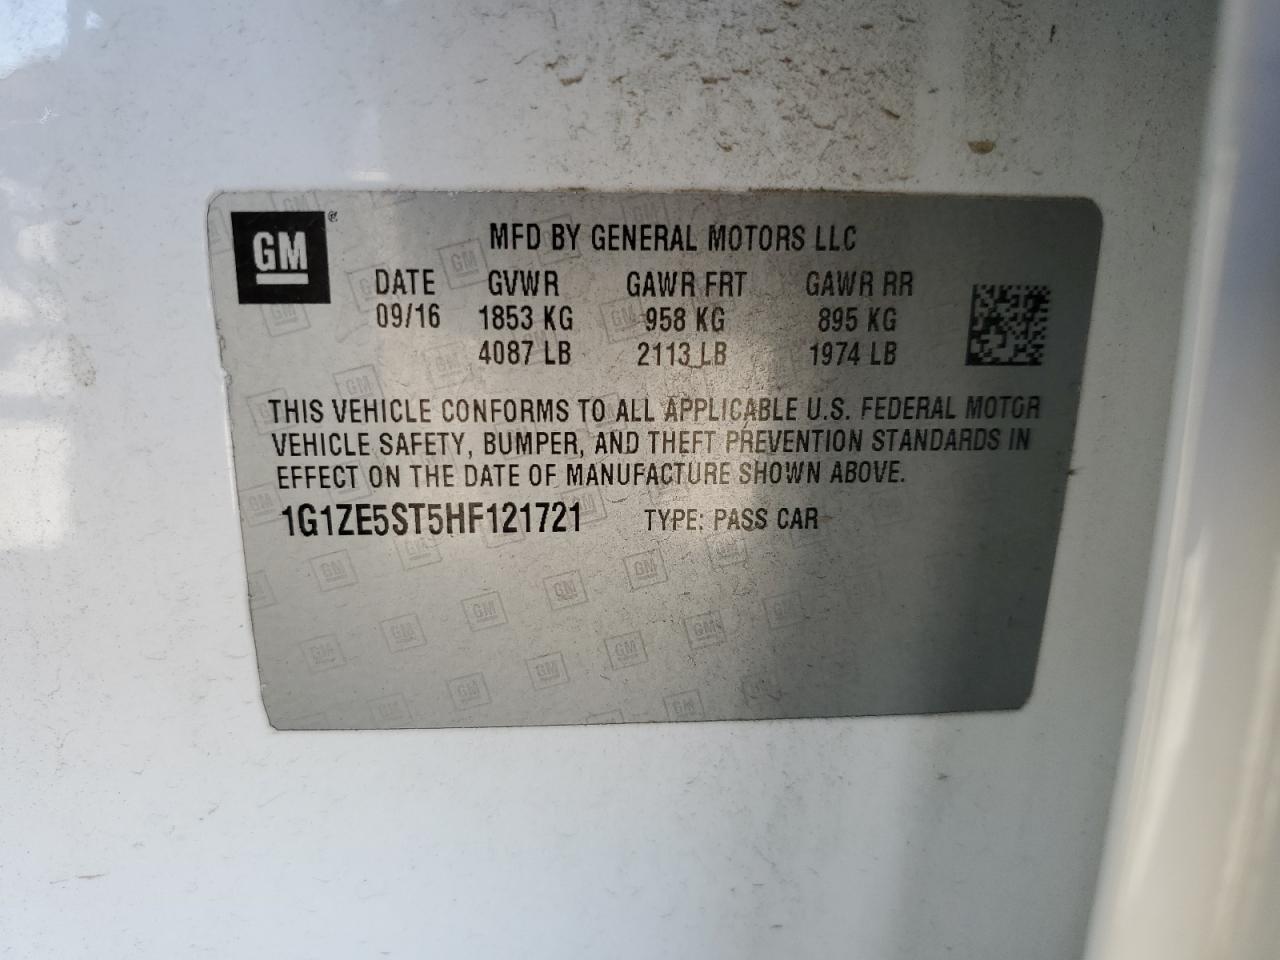 GM®
MFD BY GENERAL MOTORS LLC
DATE GVWR GAWR FRT GAWR RR
09/16 1853 KG 958 KG 895 KG
4087 LB 2113 LB 1974 LB
THIS VEHICLE CONFORMS TO ALL APPLICABLE U.S. FEDERAL MOTOR
VEHICLE SAFETY, BUMPER, AND THEFT PREVENTION STANDARDS IN
EFFECT ON THE DATE OF MANUFACTURE SHOWN ABOVE.
1G1ZE5ST5HF121721 TYPE: PASS CAR